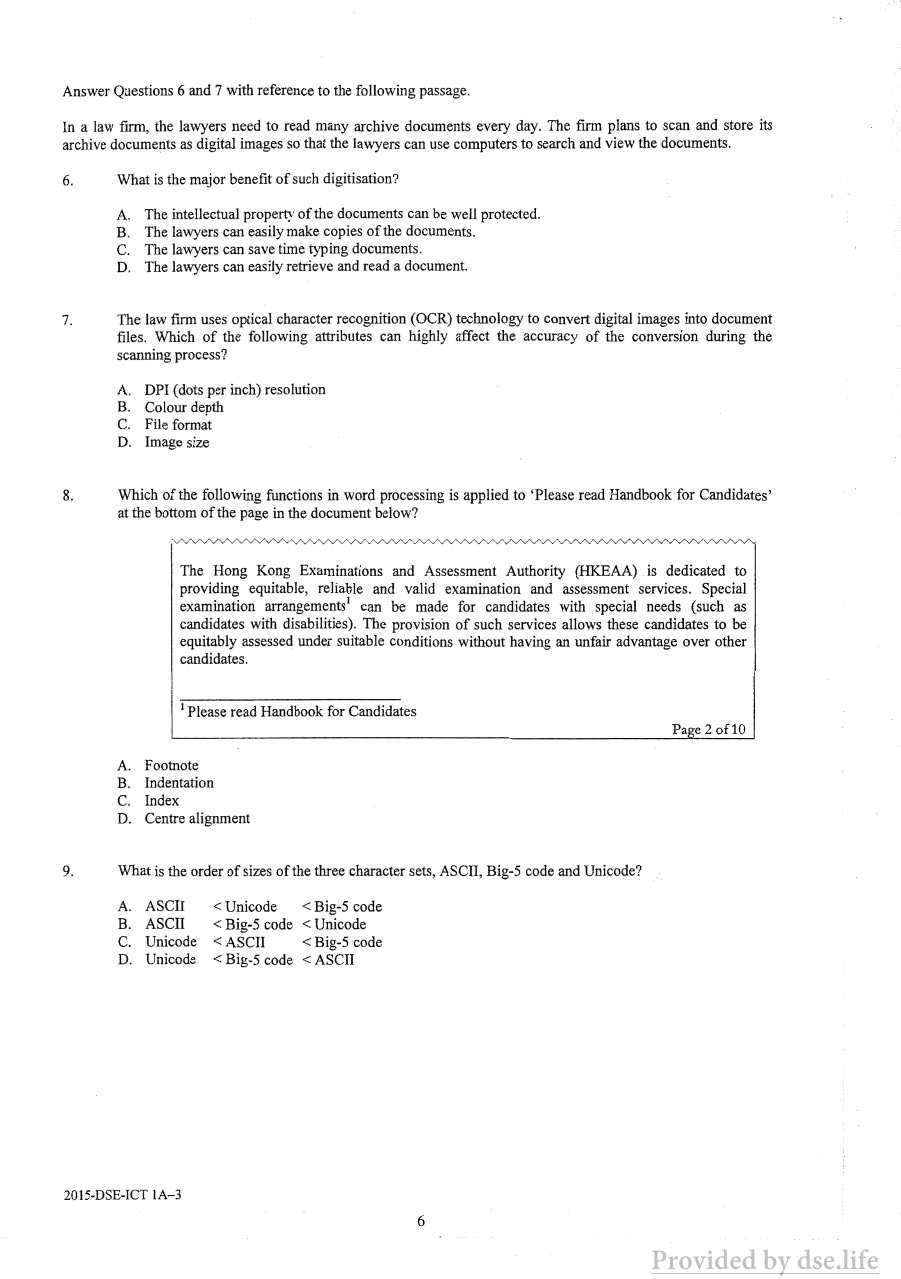 Answer Questions 6 and 7 with reference to the following passage.
In a law firm, the lawyers need to read many archive documents every day. The firm plans to scan and store its
archive documents as digital images so that the lawyers can use computers to search and view the documents.
6. What is the major benefit of such digitisation?
A. The intellectual property of the documents can be well protected.
B. The lawyers can easily make copies of the documents.
C. The lawyers can save time typing documents.
D. The lawyers can easily retrieve and read a document.
7. The law firm uses optical character recognition (OCR) technology to convert digital images into document
files. Which of the following attributes can highly affect the accuracy of the conversion during the
scanning process?
A. DPI (dots per inch) resolution
B. Colour depth
C. File format
D. Image size
8. Which of the following functions in word processing is applied to ‘Please read Handbook for Candidates’
at the bottom of the page in the document below?
The Hong Kong Examinations and Assessment Authority (HKEAA) is dedicated to
providing equitable, reliable and valid examination and assessment services. Special
examination arrangements¹ can be made for candidates with special needs (such as
candidates with disabilities). The provision of such services allows these candidates to be
equitably assessed under suitable conditions without having an unfair advantage over other
candidates.
¹ Please read Handbook for Candidates
Page 2 of 10
A. Footnote
B. Indentation
C. Index
D. Centre alignment
9. What is the order of sizes of the three character sets, ASCII, Big-5 code and Unicode?
A. ASCII < Unicode < Big-5 code
B. ASCII < Big-5 code < Unicode
C. Unicode < ASCII < Big-5 code
D. Unicode < Big-5 code < ASCII
2015-DSE-ICT 1A–3
6
Provided by dse.life